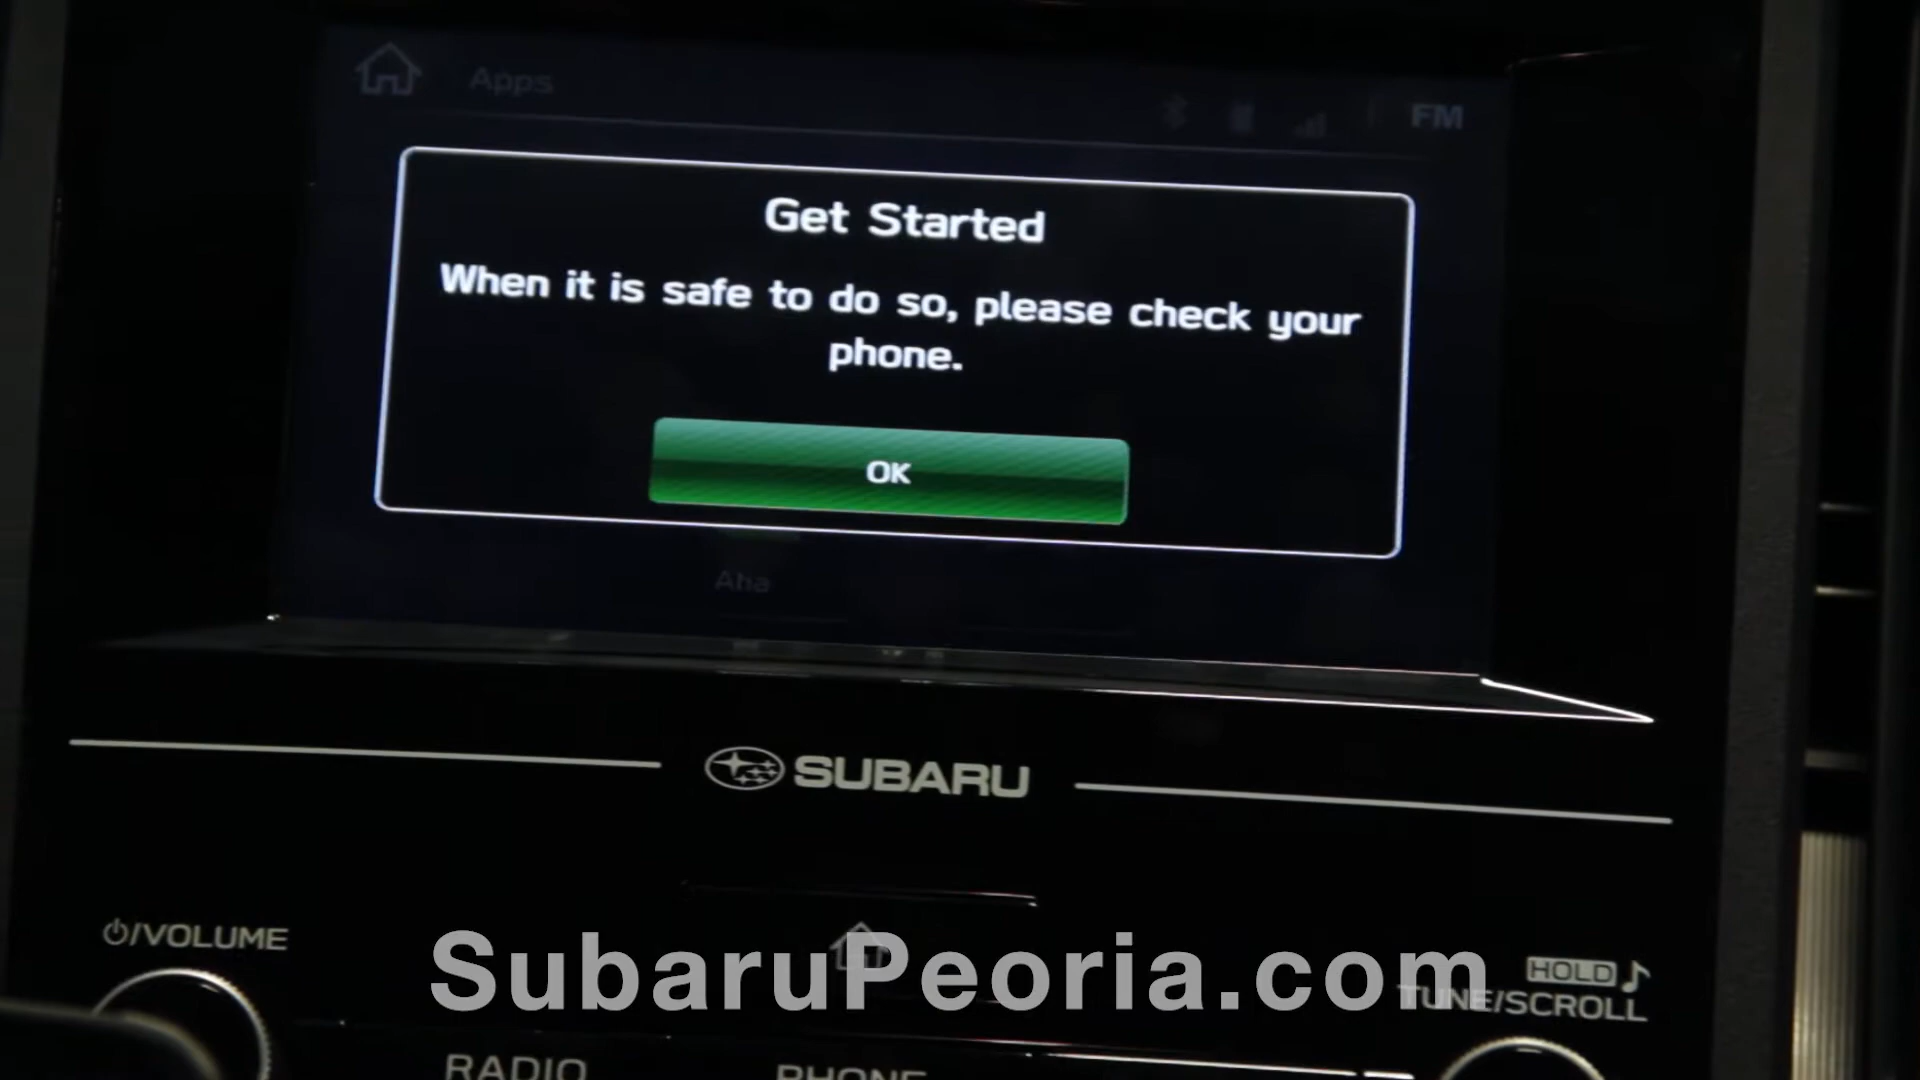 Apps
FM
Get Started
When it is safe to do so, please check your
phone.
OK
Aha
SUBARU
/VOLUME
SubaruPeoria.com
HOLD
TUNE/SCROLL
RADIO
PHONE